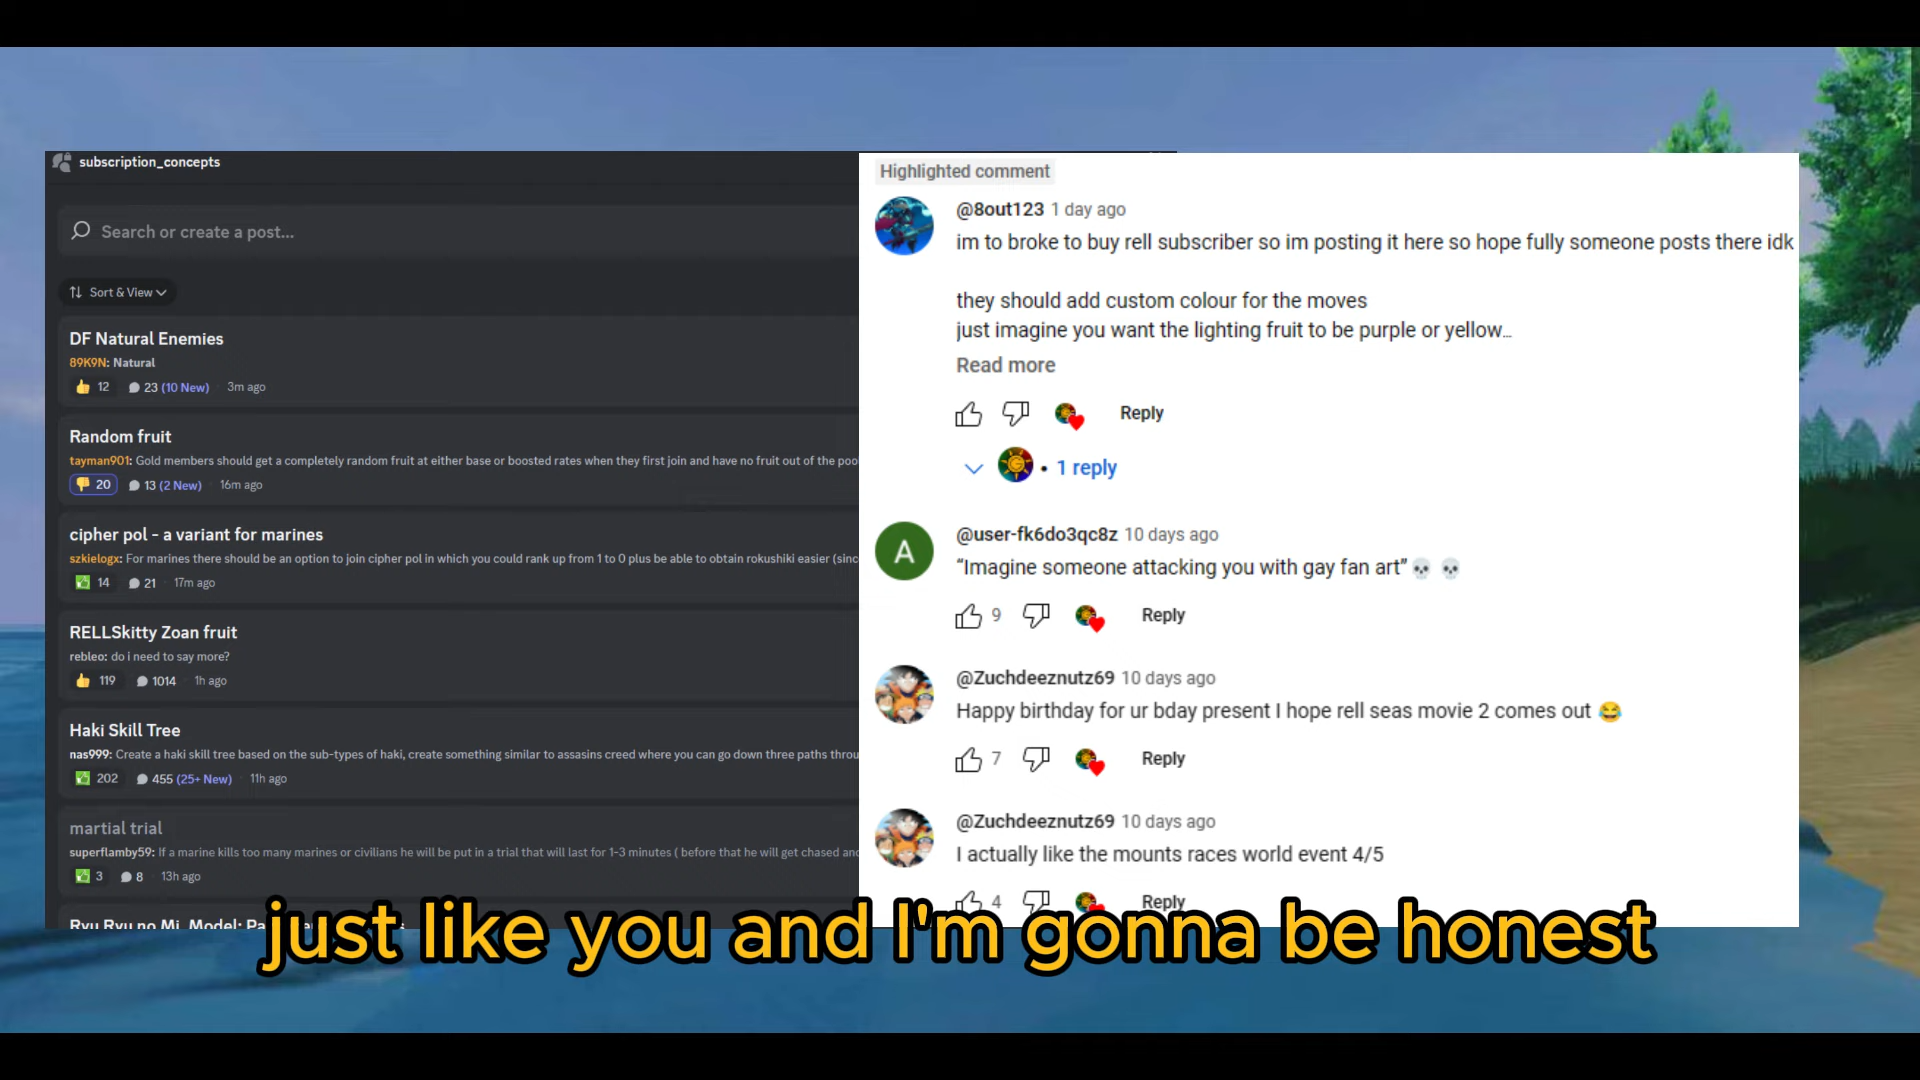 subscription_concepts
Search or create a post...
Sort & View
DF Natural Enemies
89K9N: Natural
12 23 (10 New) 3m ago
Random fruit
tayman901: Gold members should get a completely random fruit at either base or boosted rates when they first join and have no fruit out of the
20 13 (2 New) 16m ago
cipher pol - a variant for marines
szkielogx: For marines there should be an option to join cipher pol in which you could rank up from 1 to 0 plus be able to obtain rokushiki easier (sinc
14 21 17m ago
RELLSkitty Zoan fruit
rebleo: do i need to say more?
119 1014 1h ago
Haki Skill Tree
nas999: Create a haki skill tree based on the sub-types of haki, create something similar to assasins creed where you can go down three paths throu
202 455 (25+ New) 11h ago
martial trial
superflamby59: If a marine kills too many marines or civilians he will be put in a trial that will last for 1-3 minutes ( before that he will get chased and
3 8 13h ago
Ryu Ryu no Mi, Model:
Highlighted comment
@8out123 1 day ago
im to broke to buy rell subscriber so im posting it here so hope fully someone posts there idk
they should add custom colour for the moves
just imagine you want the lighting fruit to be purple or yellow...
Read more
Reply
• 1 reply
A
@user-fk6do3qc8z 10 days ago
“Imagine someone attacking you with gay fan art”💀 💀
9 Reply
@Zuchdeeznutz69 10 days ago
Happy birthday for ur bday present I hope rell seas movie 2 comes out 😂
7 Reply
@Zuchdeeznutz69 10 days ago
I actually like the mounts races world event 4/5
4 Reply
just like you and I'm gonna be honest